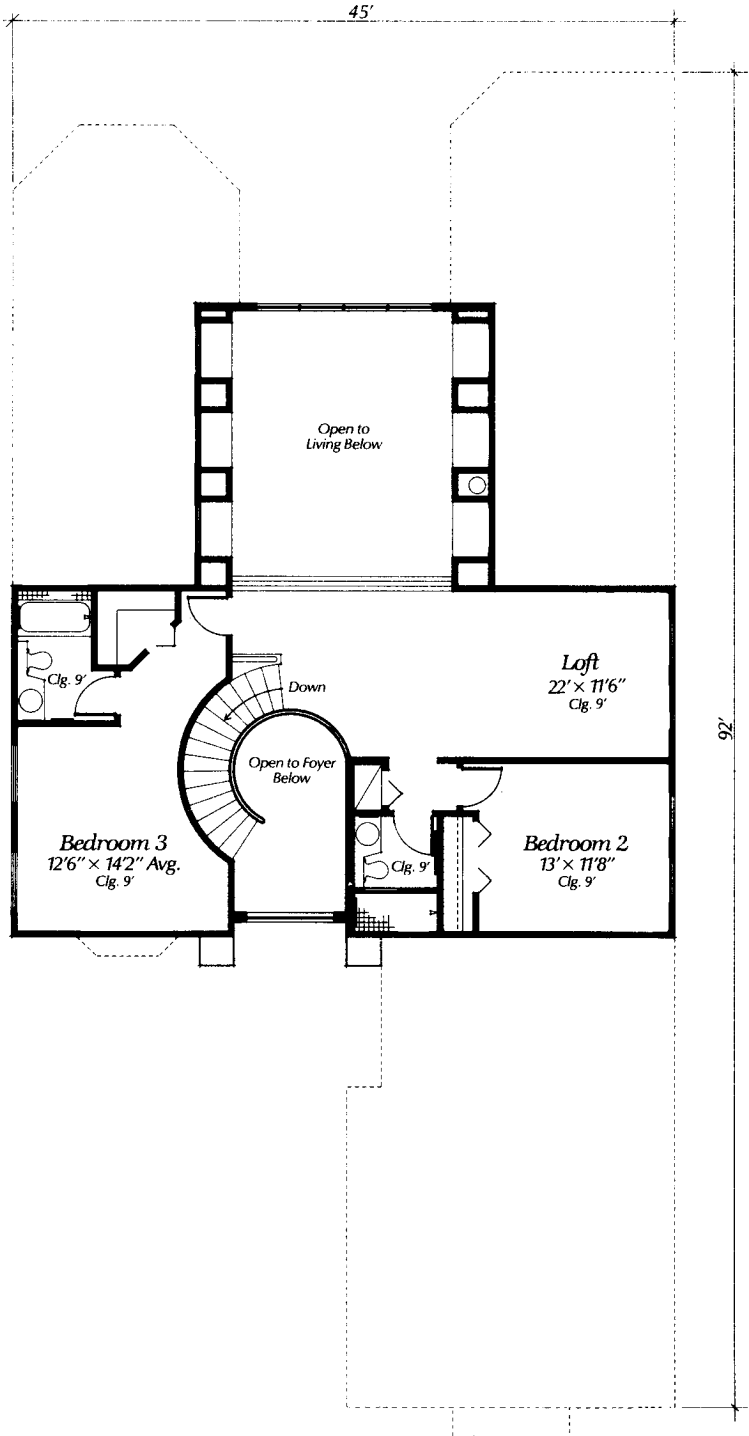 45′
Open to
Living Below
Loft
22′ × 11′6″
Clg. 9′
Clg. 9′
Down
92′
Open to Foyer
Below
Bedroom 3
12′6″ × 14′2″ Avg.
Clg. 9′
Clg. 9′
Bedroom 2
13′ × 11′8″
Clg. 9′